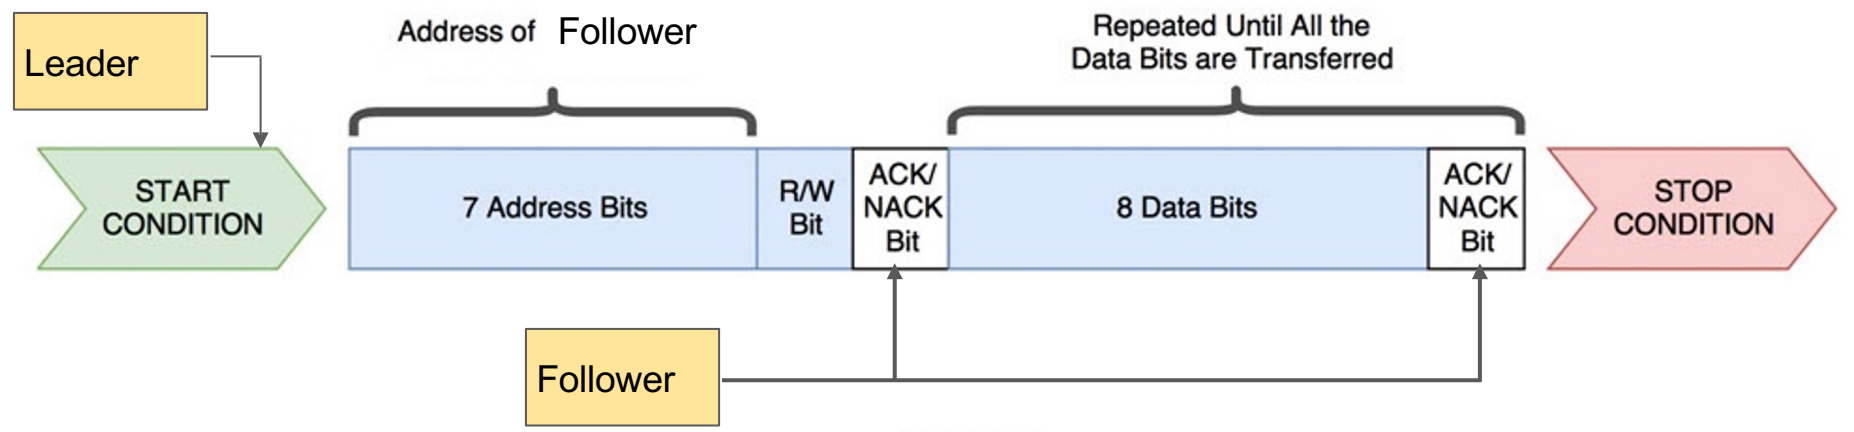 Leader
Address of Follower
Repeated Until All the
Data Bits are Transferred
START
CONDITION
7 Address Bits
R/W
Bit
ACK/
NACK
Bit
8 Data Bits
ACK/
NACK
Bit
STOP
CONDITION
Follower